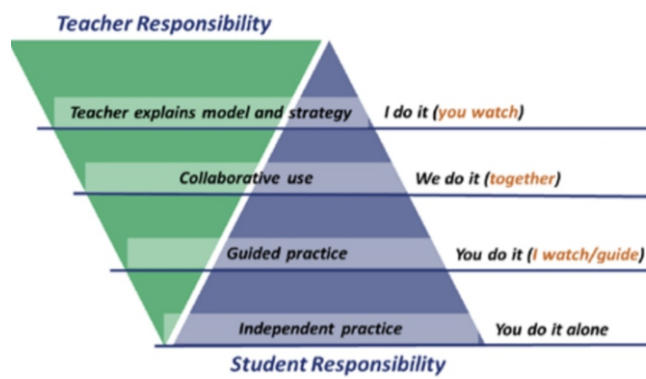 Teacher Responsibility
Teacher explains model and strategy I do it (you watch)
Collaborative use We do it (together)
Guided practice You do it (I watch/guide)
Independent practice You do it alone
Student Responsibility